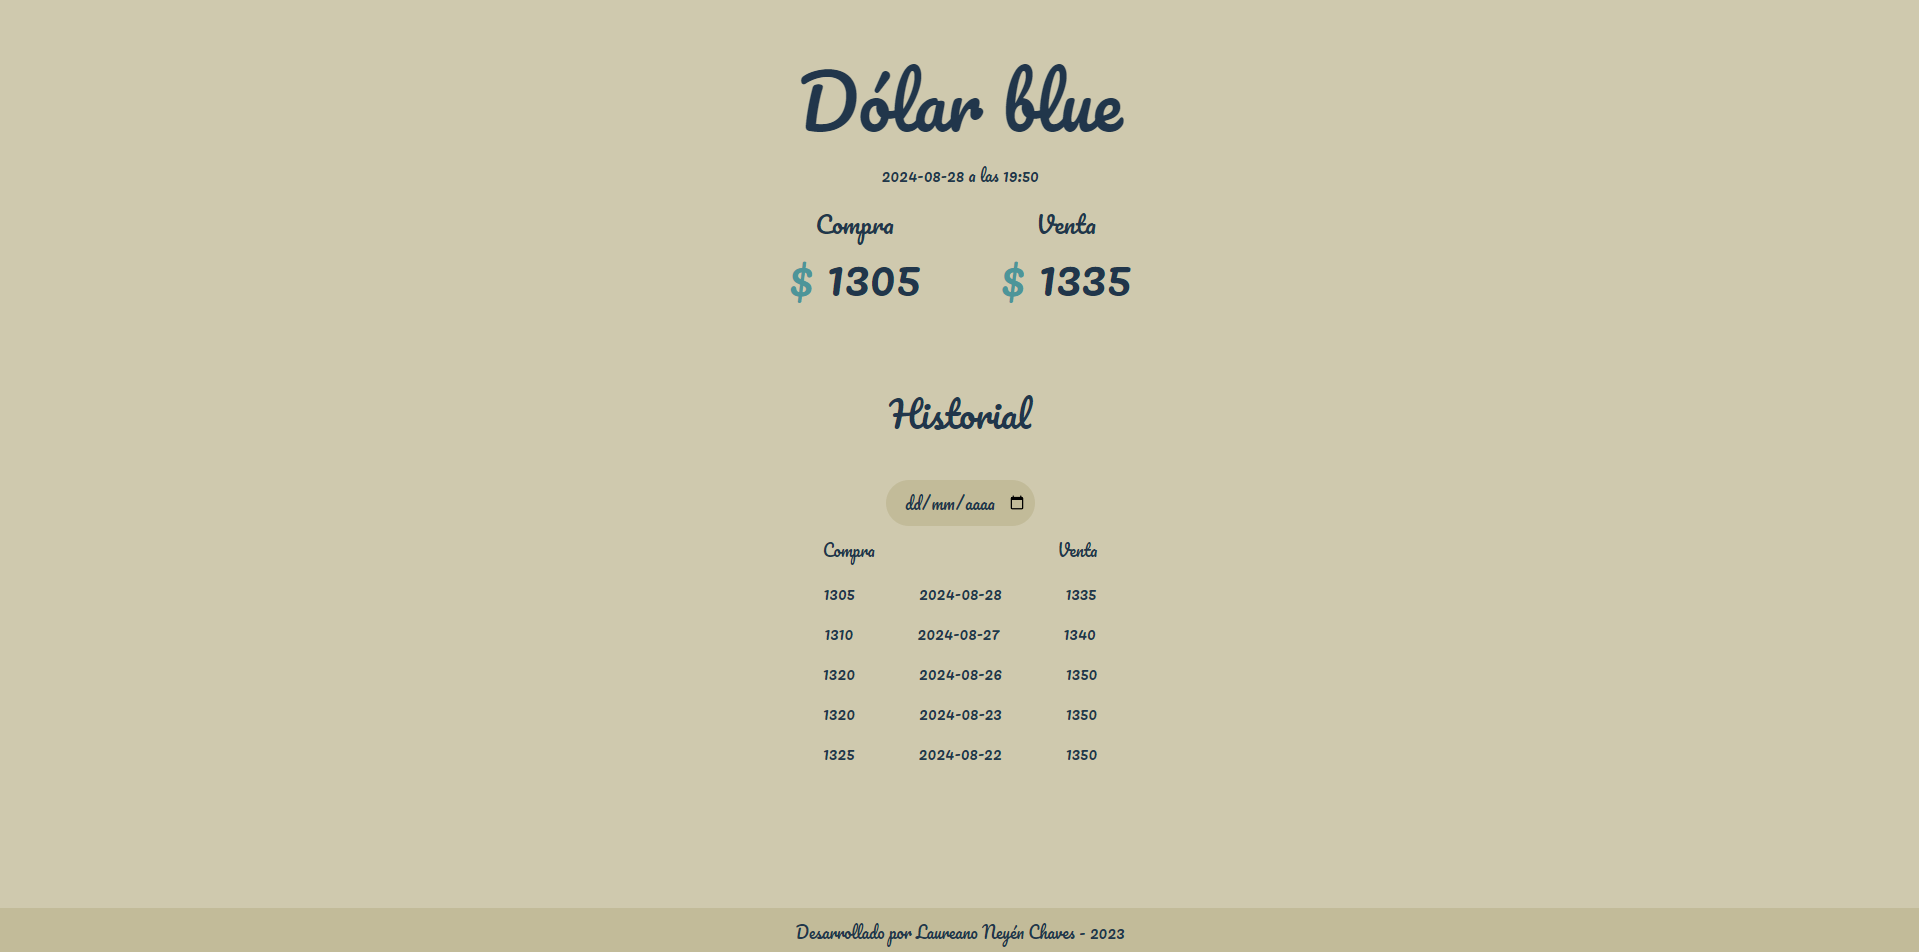 Dólar blue
2024-08-28 a las 19:50
Compra Venta
$ 1305 $ 1335
Historial
dd/mm/aaaa
Compra Venta
1305 2024-08-28 1335
1310 2024-08-27 1340
1320 2024-08-26 1350
1320 2024-08-23 1350
1325 2024-08-22 1350
Desarrollado por Laureano Neyén Chaves - 2023